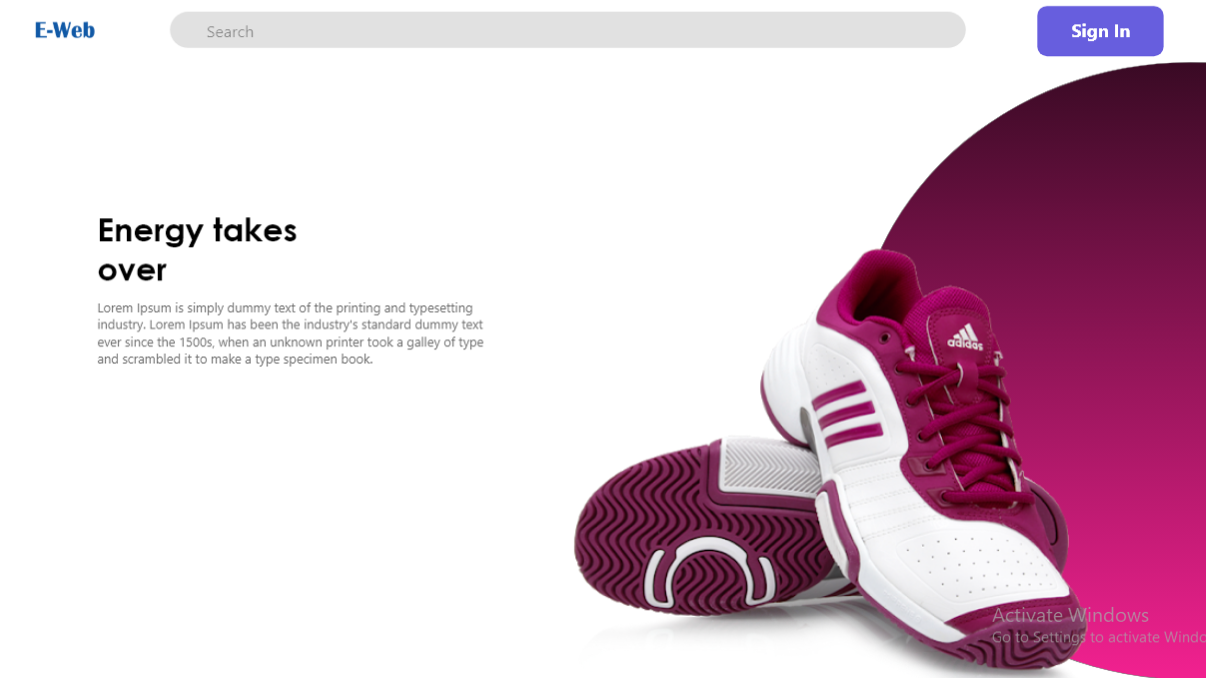 E-Web
Search
Sign In
Energy takes
over
Lorem Ipsum is simply dummy text of the printing and typesetting
industry. Lorem Ipsum has been the industry's standard dummy text
ever since the 1500s, when an unknown printer took a galley of type
and scrambled it to make a type specimen book.
adidas
Activate Windows
Go to Settings to activate Windo